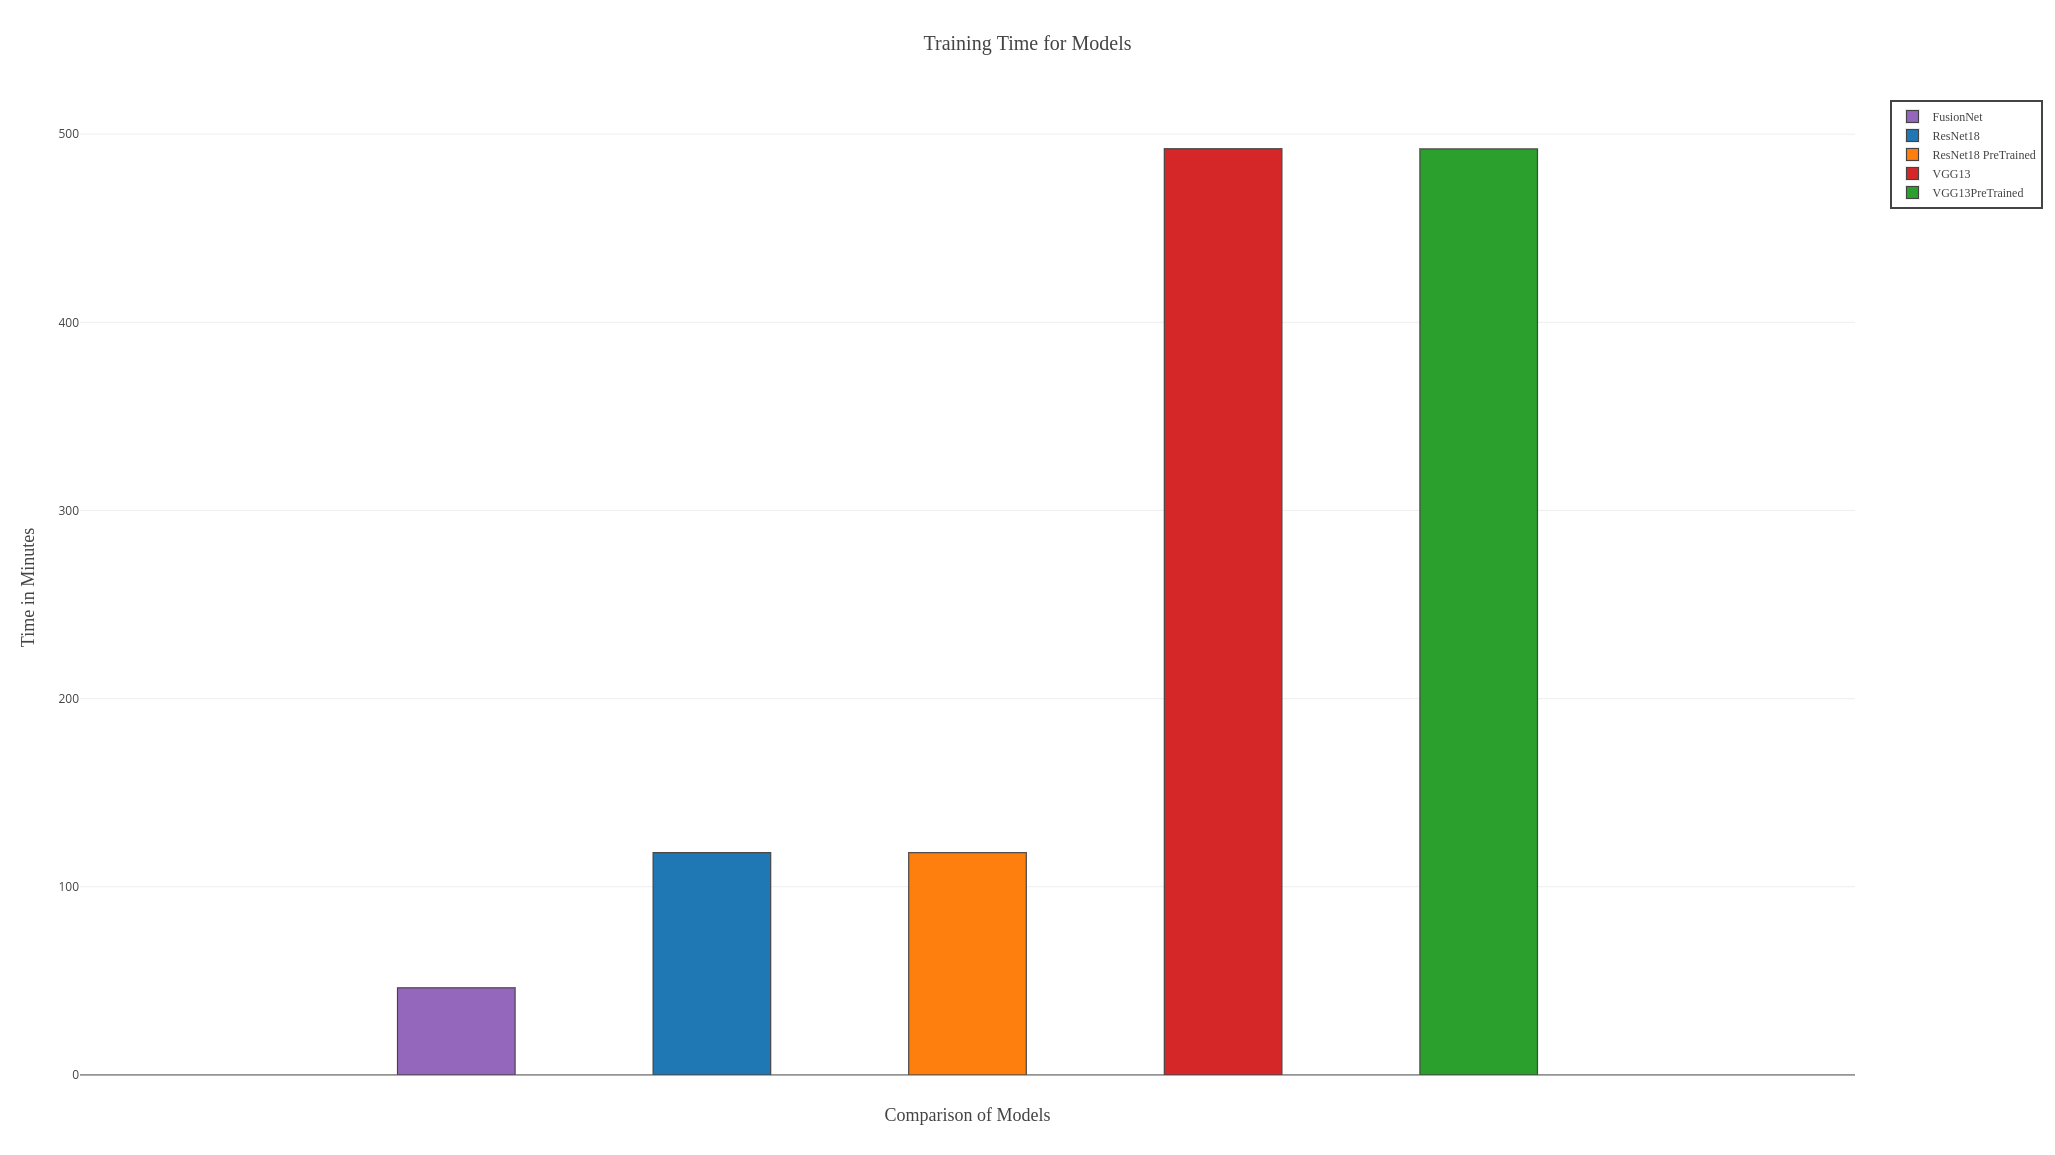 Training Time for Models
FusionNet
ResNet18
ResNet18 PreTrained
VGG13
VGG13PreTrained
500
400
300
200
100
0
Time in Minutes
Comparison of Models